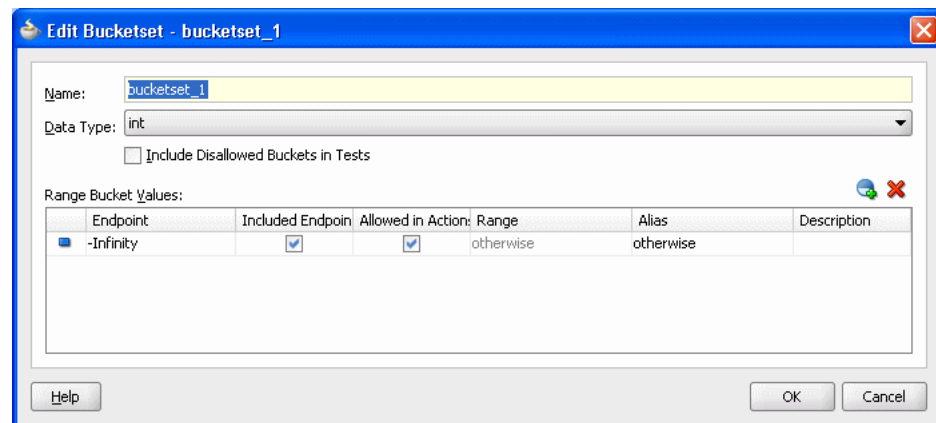 Edit Bucketset - bucketset_1
Name: bucketset_1
Data Type: int
Include Disallowed Buckets in Tests
Range Bucket Values:
Endpoint Included Endpoin Allowed in Action: Range Alias Description
-Infinity otherwise otherwise
Help OK Cancel